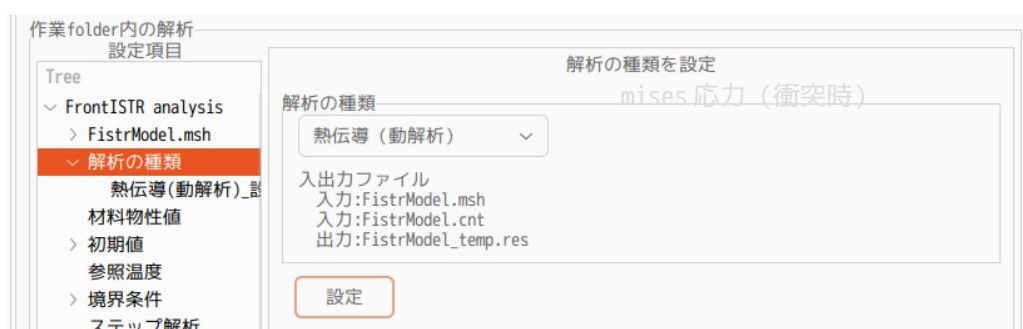 作業folder内の解析
設定項目
Tree
FrontISTR analysis
FistrModel.msh
解析の種類
熱伝導(動解析)_設
材料物性値
初期値
参照温度
境界条件
ステップ解析
解析の種類を設定
mises 応力（衝突時）
解析の種類
熱伝導（動解析）
入出力ファイル
入力:FistrModel.msh
入力:FistrModel.cnt
出力:FistrModel_temp.res
設定